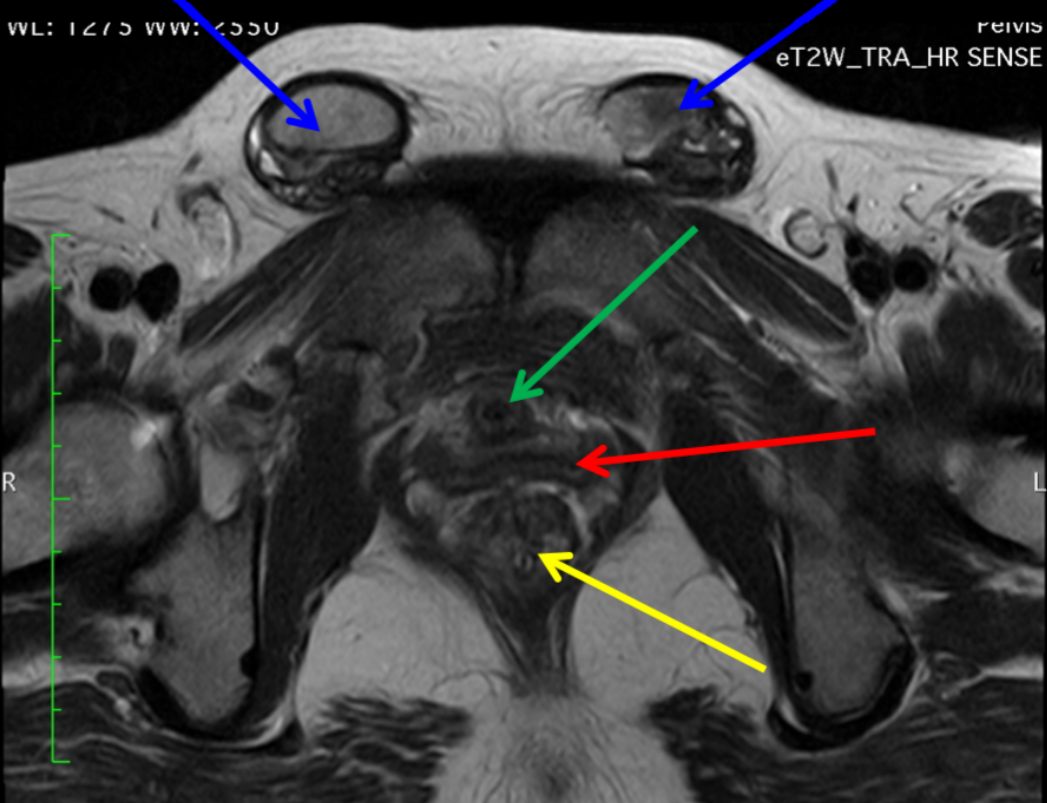 WL: 1275 WW: 2550
Pelvis
eT2W_TRA_HR SENSE
R
L